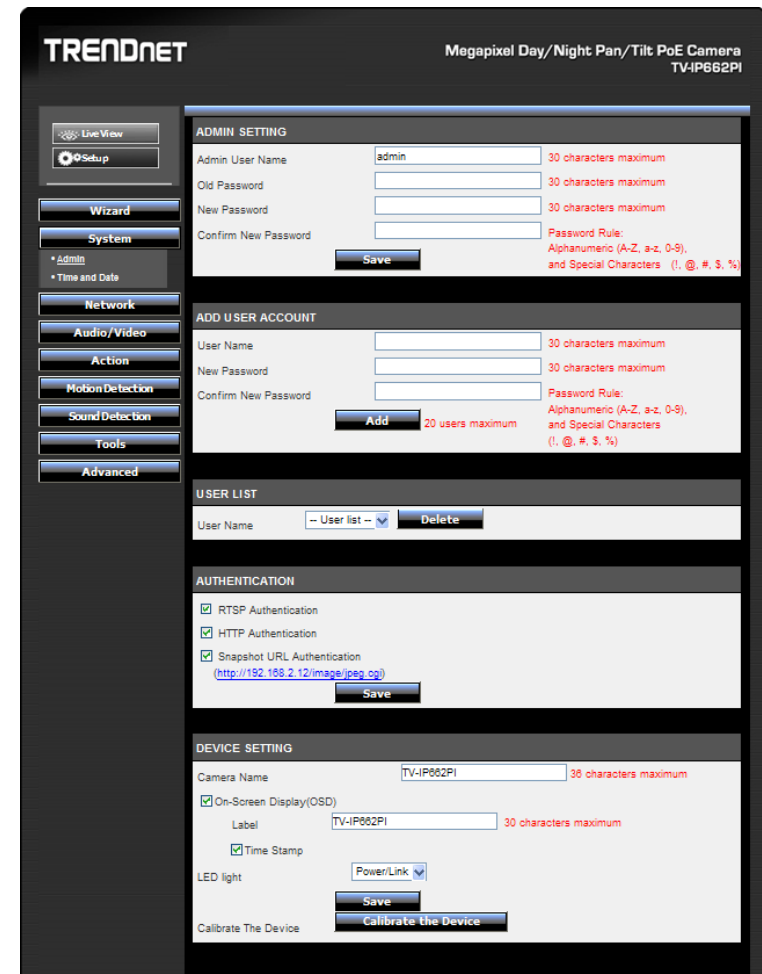 TRENDnet
Megapixel Day/Night Pan/Tilt PoE Camera
TV-IP662PI
Live View
Setup
Wizard
System
• Admin
• Time and Date
Network
Audio/Video
Action
Motion Detection
Sound Detection
Tools
Advanced
ADMIN SETTING
Admin User Name admin 30 characters maximum
Old Password 30 characters maximum
New Password 30 characters maximum
Confirm New Password Password Rule:
Alphanumeric (A-Z, a-z, 0-9),
Save and Special Characters (!, @, #, $, %)
ADD USER ACCOUNT
User Name 30 characters maximum
New Password 30 characters maximum
Confirm New Password Password Rule:
Alphanumeric (A-Z, a-z, 0-9),
Add 20 users maximum and Special Characters
(!, @, #, $, %)
USER LIST
User Name -- User list -- Delete
AUTHENTICATION
RTSP Authentication
HTTP Authentication
Snapshot URL Authentication
(http://192.168.2.12/image/jpeg.cgi)
Save
DEVICE SETTING
Camera Name TV-IP662PI 36 characters maximum
On-Screen Display(OSD)
Label TV-IP662PI 30 characters maximum
Time Stamp
LED light Power/Link
Save
Calibrate The Device Calibrate the Device